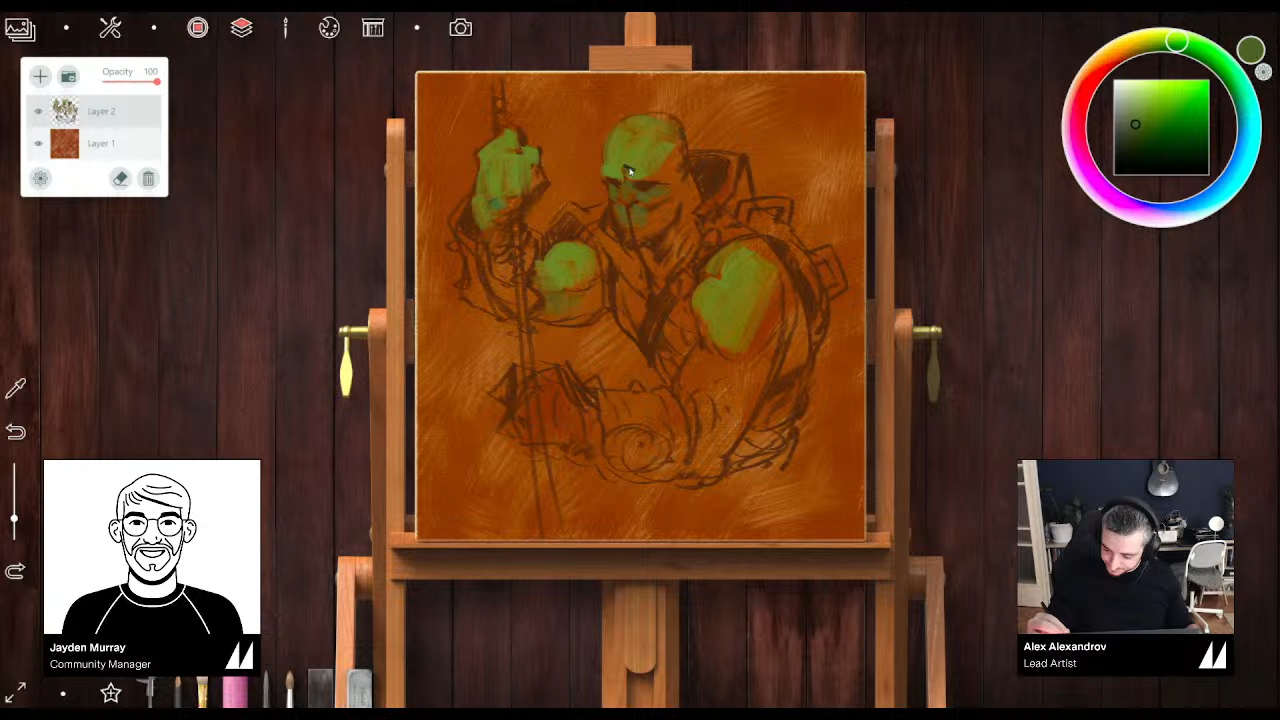 Opacity 100
Layer 2
Layer 1
Jayden Murray
Community Manager
Alex Alexandrov
Lead Artist